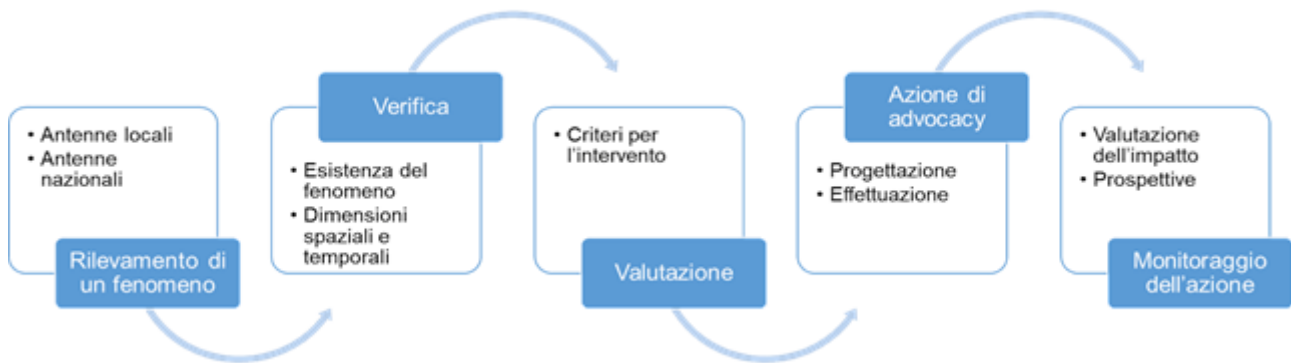 • Antenne locali
• Antenne
nazionali
Rilevamento di
un fenomeno
Verifica
• Esistenza del
fenomeno
• Dimensioni
spaziali e
temporali
• Criteri per
l'intervento
Valutazione
Azione di
advocacy
• Progettazione
• Effettuazione
• Valutazione
dell'impatto
• Prospettive
Monitoraggio
dell'azione